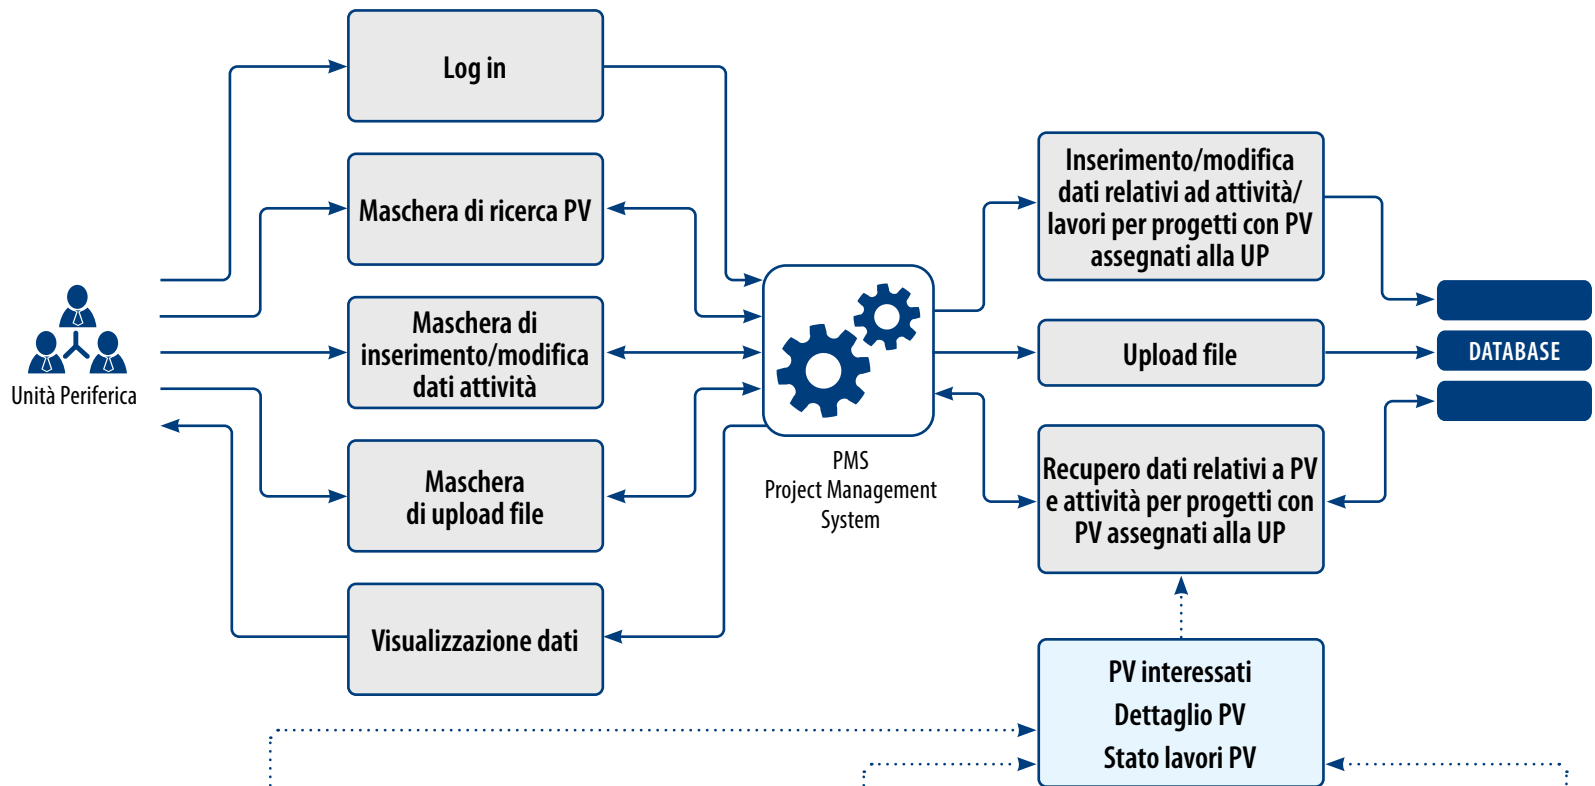 Log in
Maschera di ricerca PV
Maschera di
inserimento/modifica
dati attività
Maschera
di upload file
Visualizzazione dati
Unità Periferica
PMS
Project Management
System
Inserimento/modifica
dati relativi ad attività/
lavori per progetti con PV
assegnati alla UP
Upload file
Recupero dati relativi a PV
e attività per progetti con
PV assegnati alla UP
DATABASE
PV interessati
Dettaglio PV
Stato lavori PV